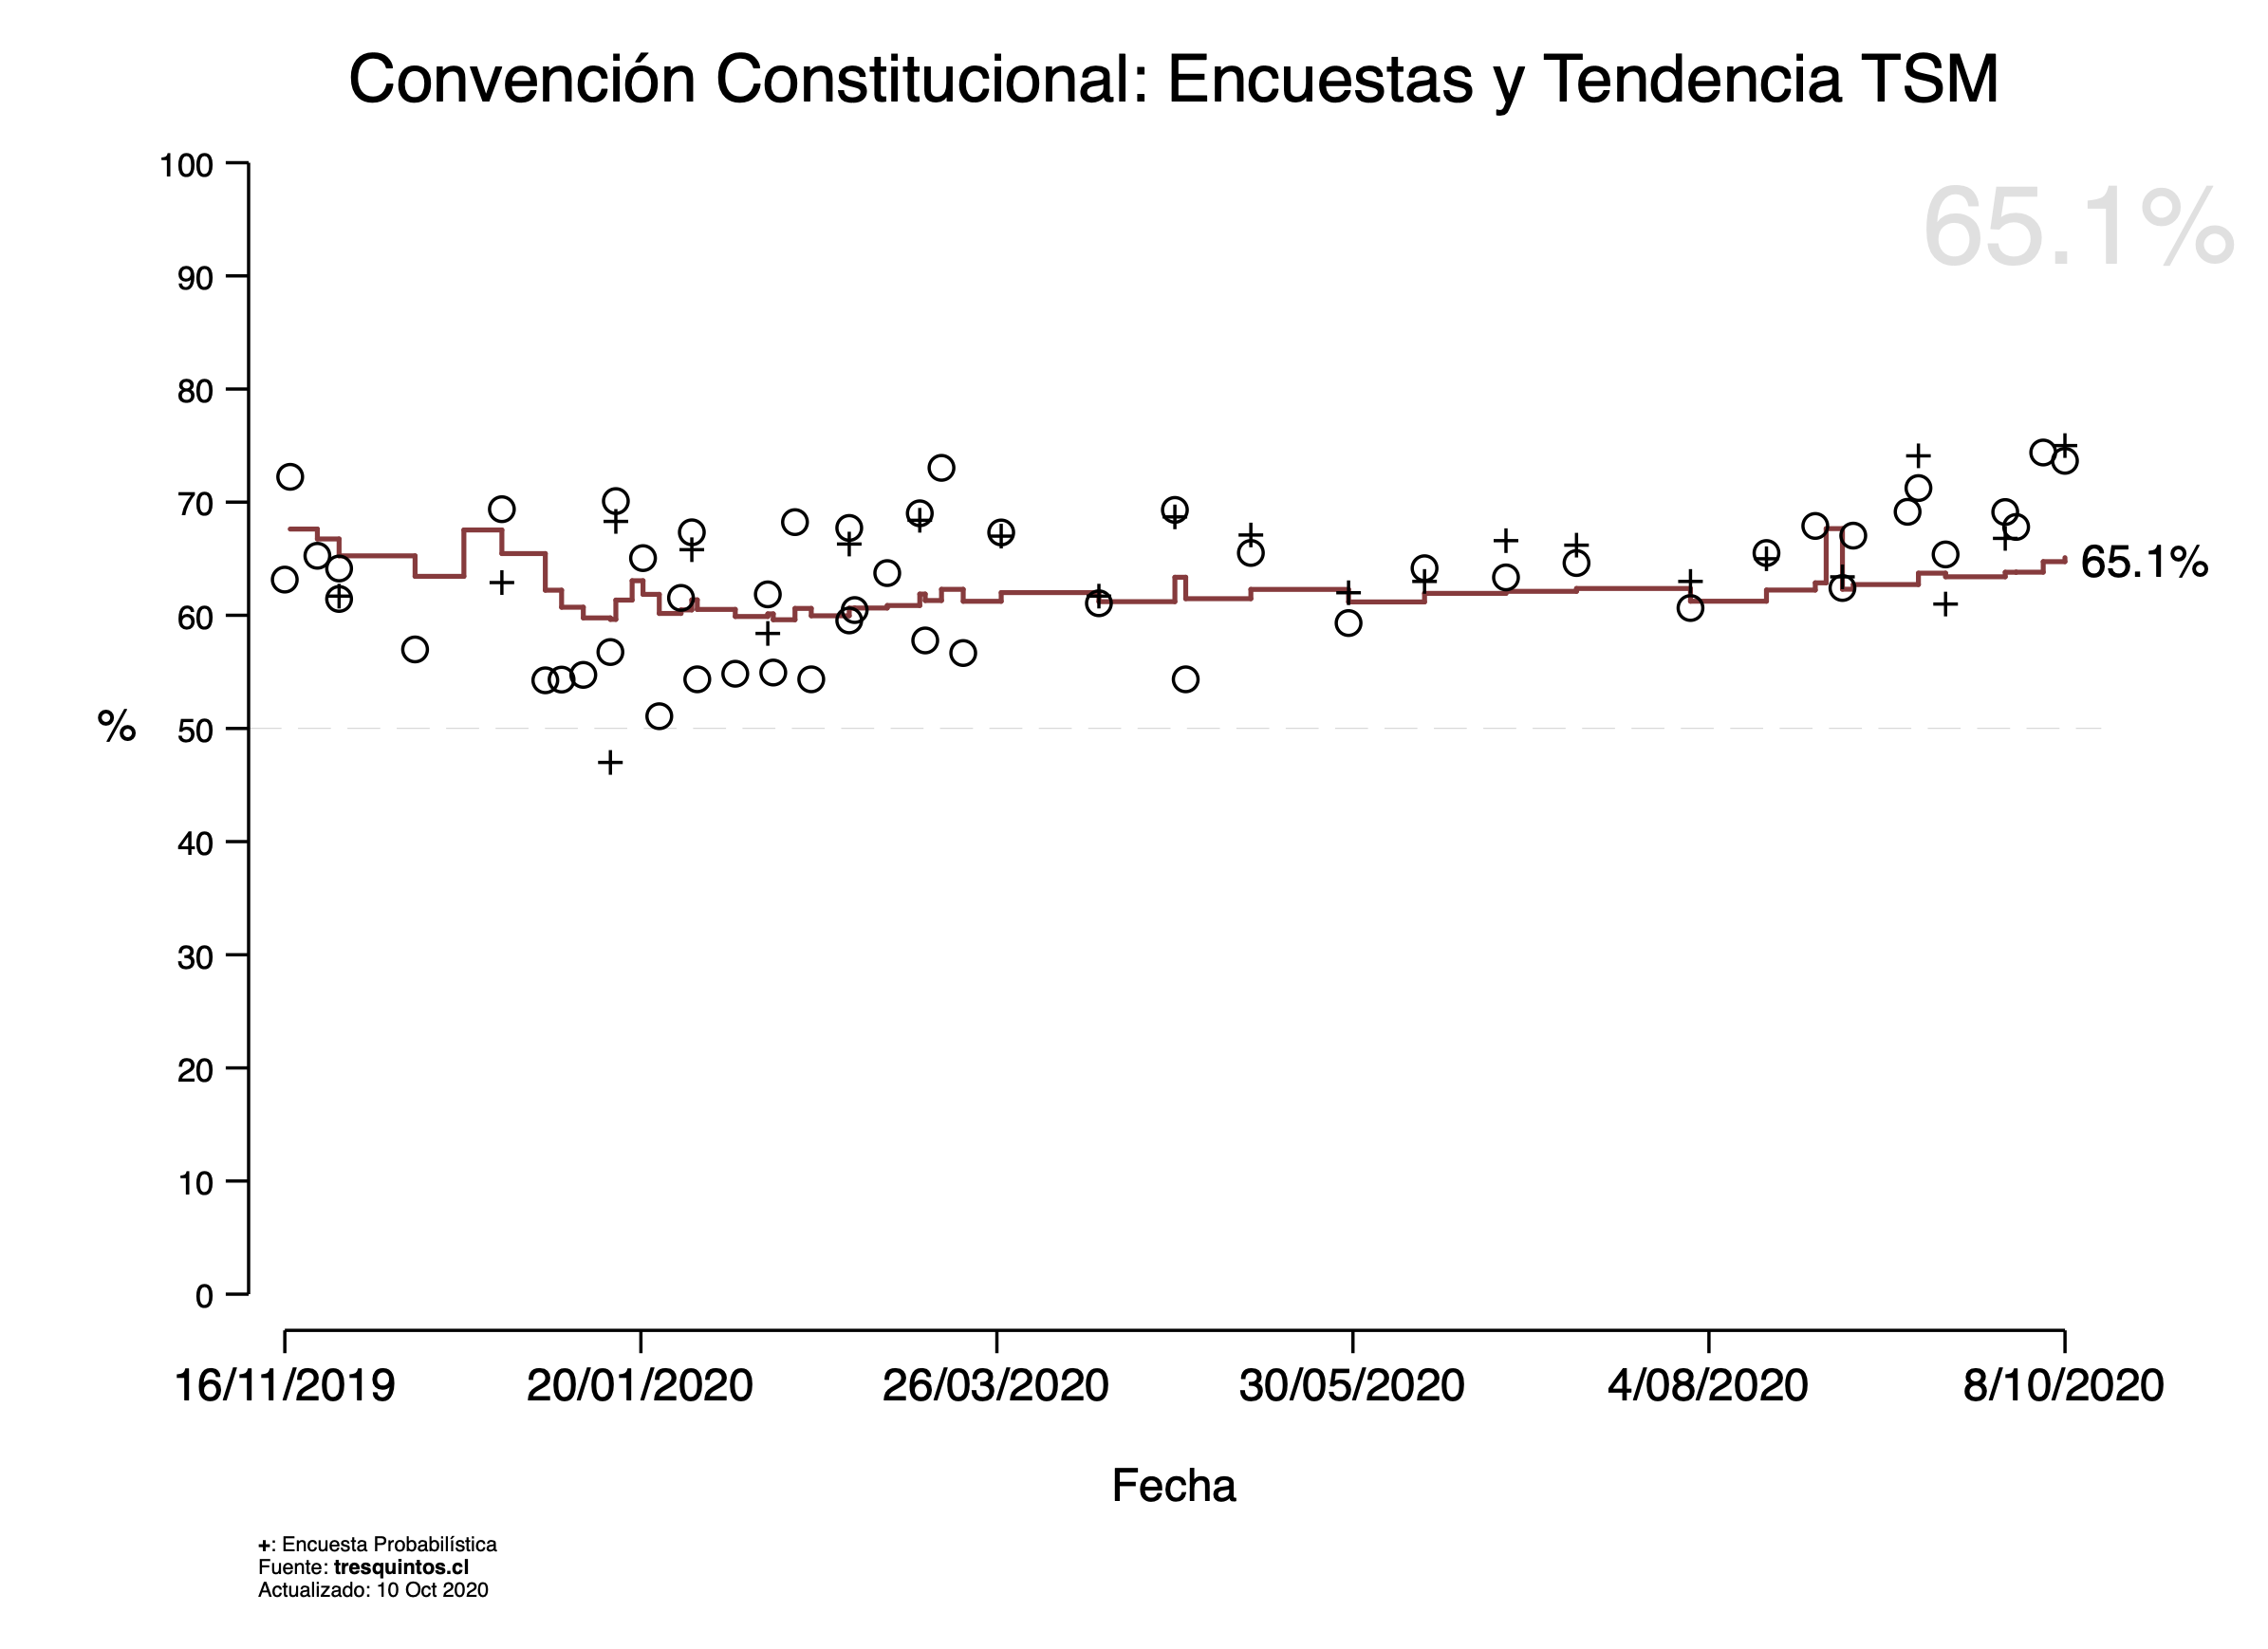 Convención Constitucional: Encuestas y Tendencia TSM
65.1%
100
90
80
70
60
65.1%
% 50
40
30
20
10
0
16/11/2019 20/01/2020 26/03/2020 30/05/2020 4/08/2020 8/10/2020
Fecha
+: Encuesta Probabilística
Fuente: tresquintos.cl
Actualizado: 10 Oct 2020